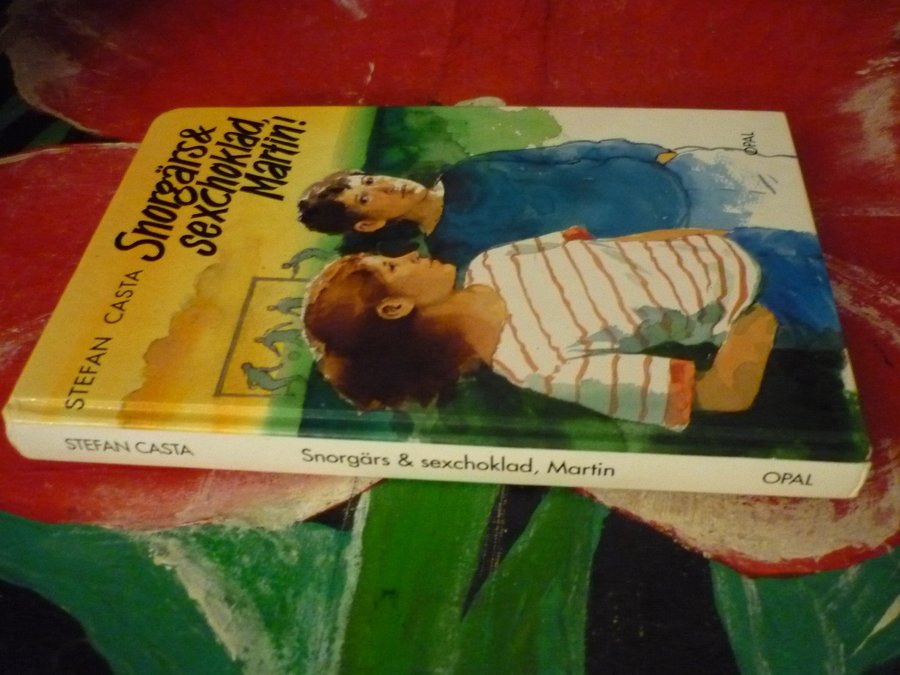 STEFAN CASTA
Snorgärs &
sexchoklad,
Martin!
OPAL
STEFAN CASTA
Snorgärs & sexchoklad, Martin
OPAL